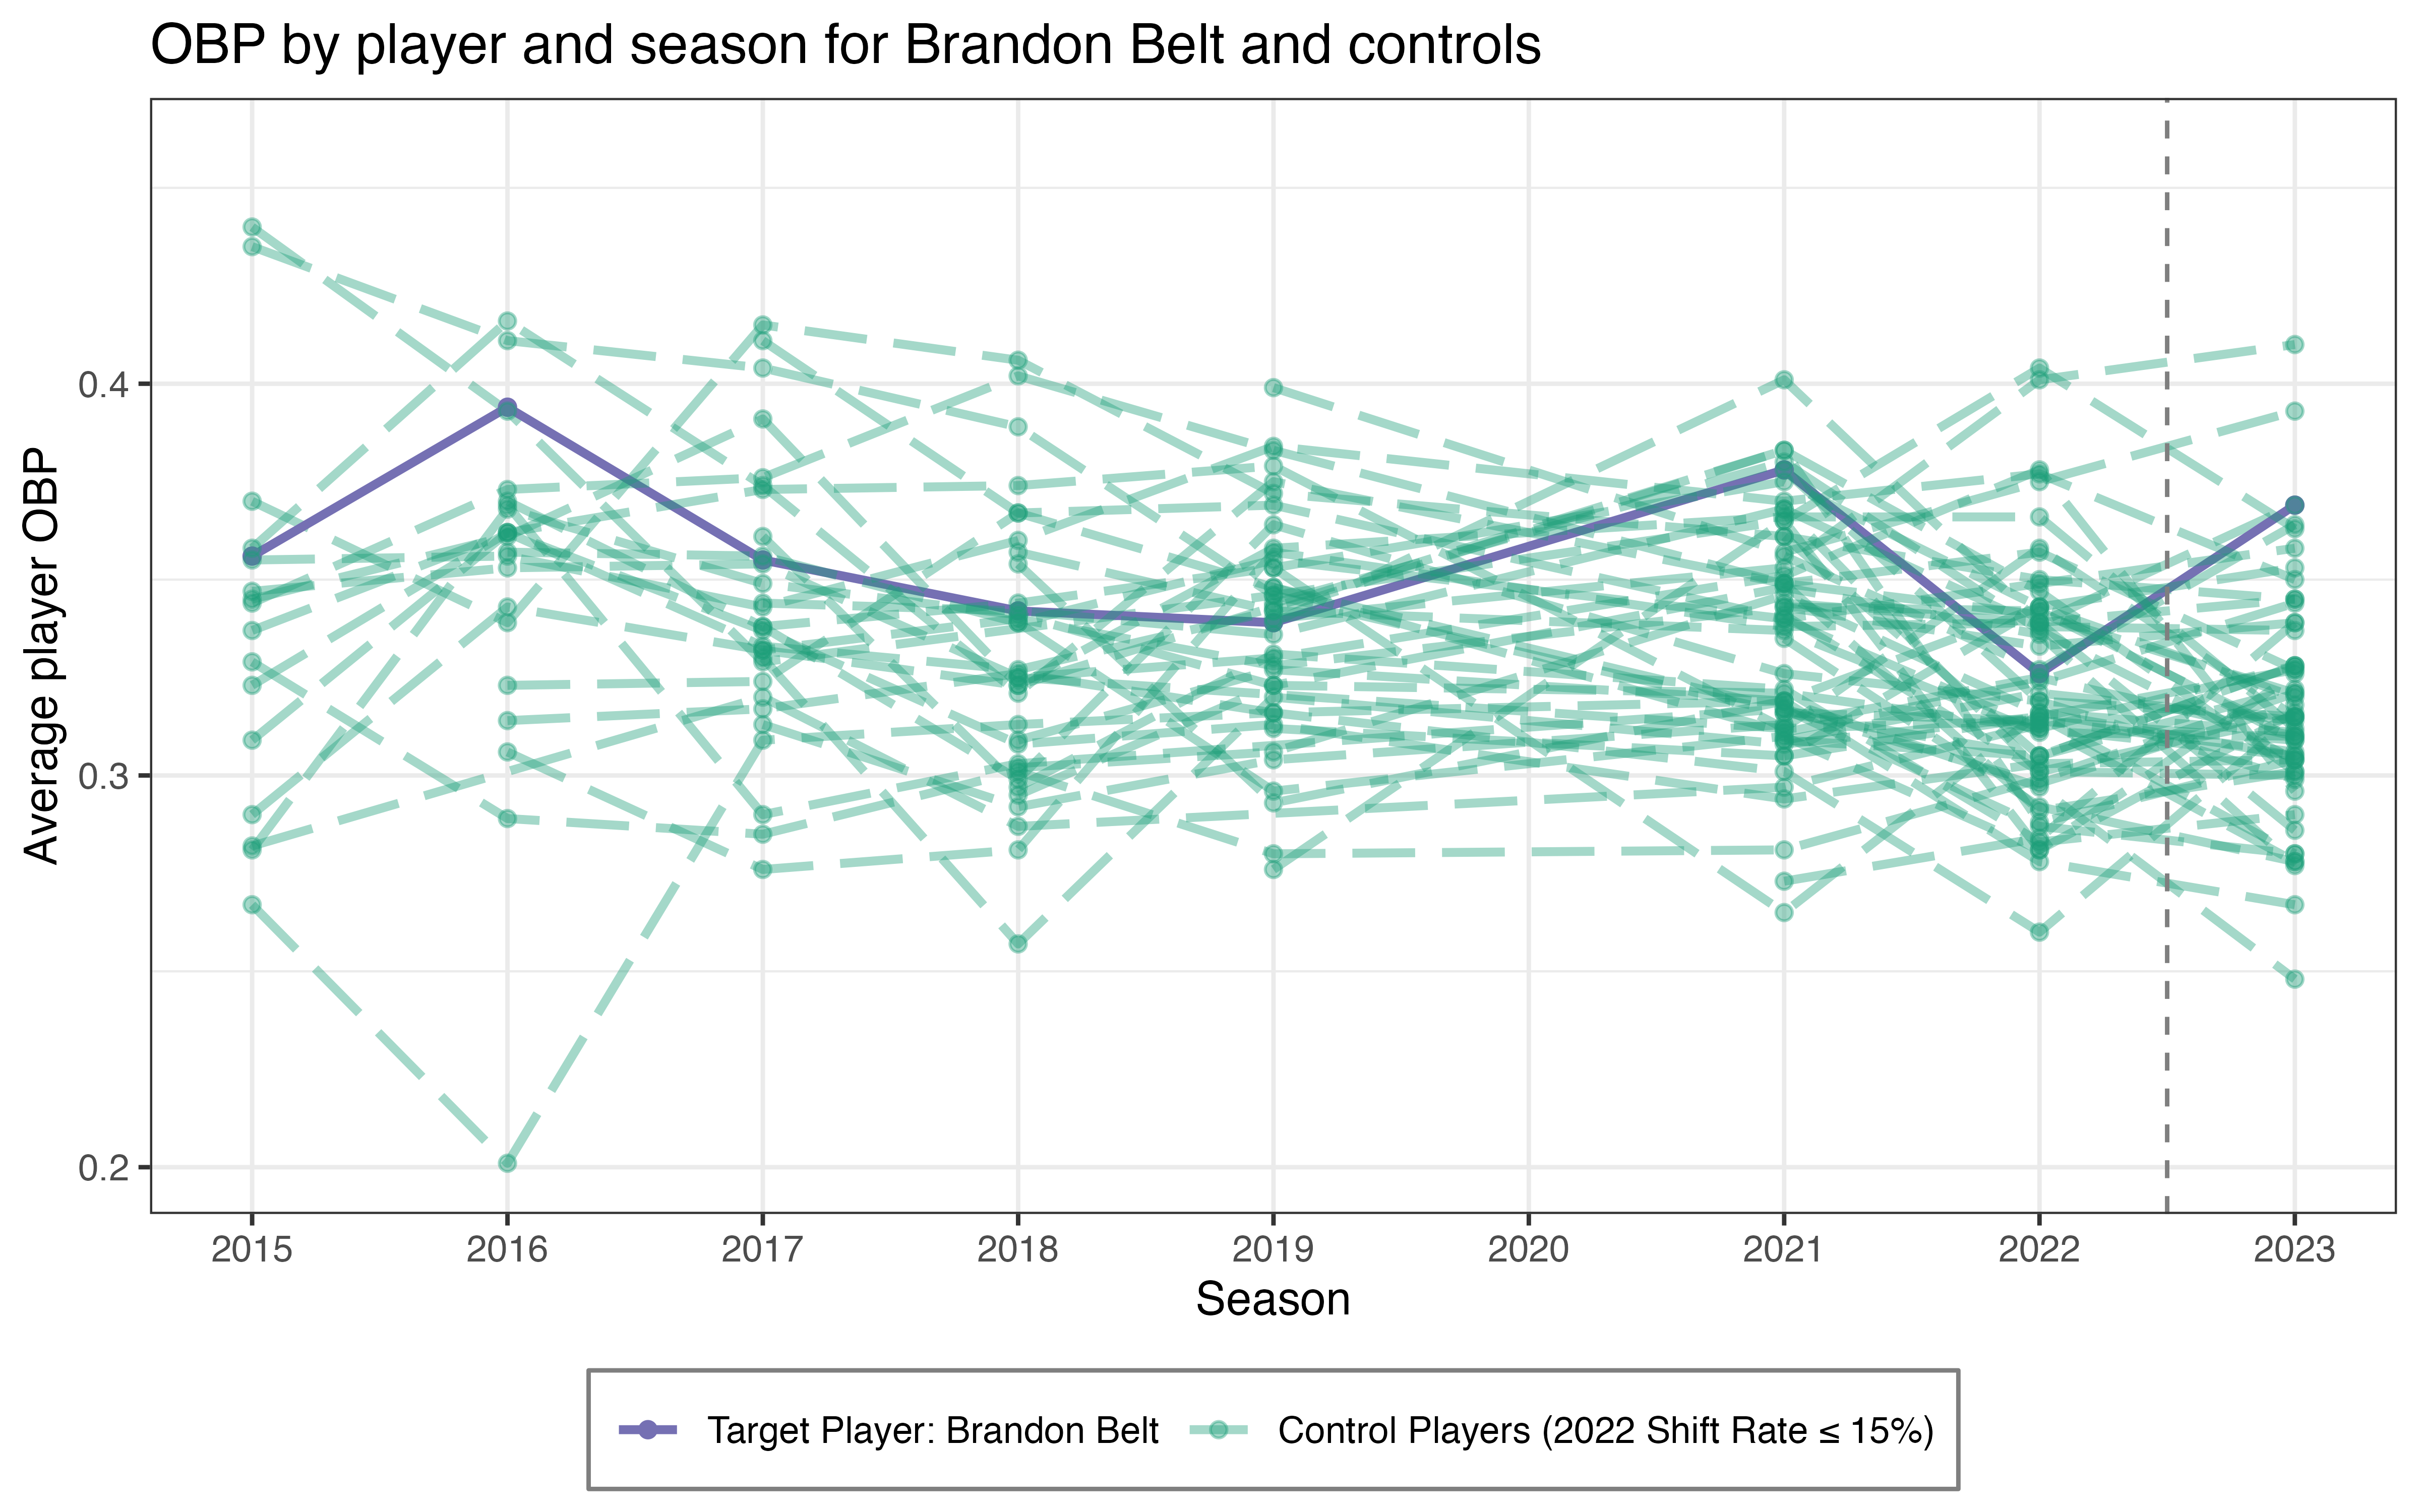 OBP by player and season for Brandon Belt and controls
Average player OBP
0.4
0.3
0.2
2015 2016 2017 2018 2019 2020 2021 2022 2023
Season
Target Player: Brandon Belt Control Players (2022 Shift Rate ≤ 15%)